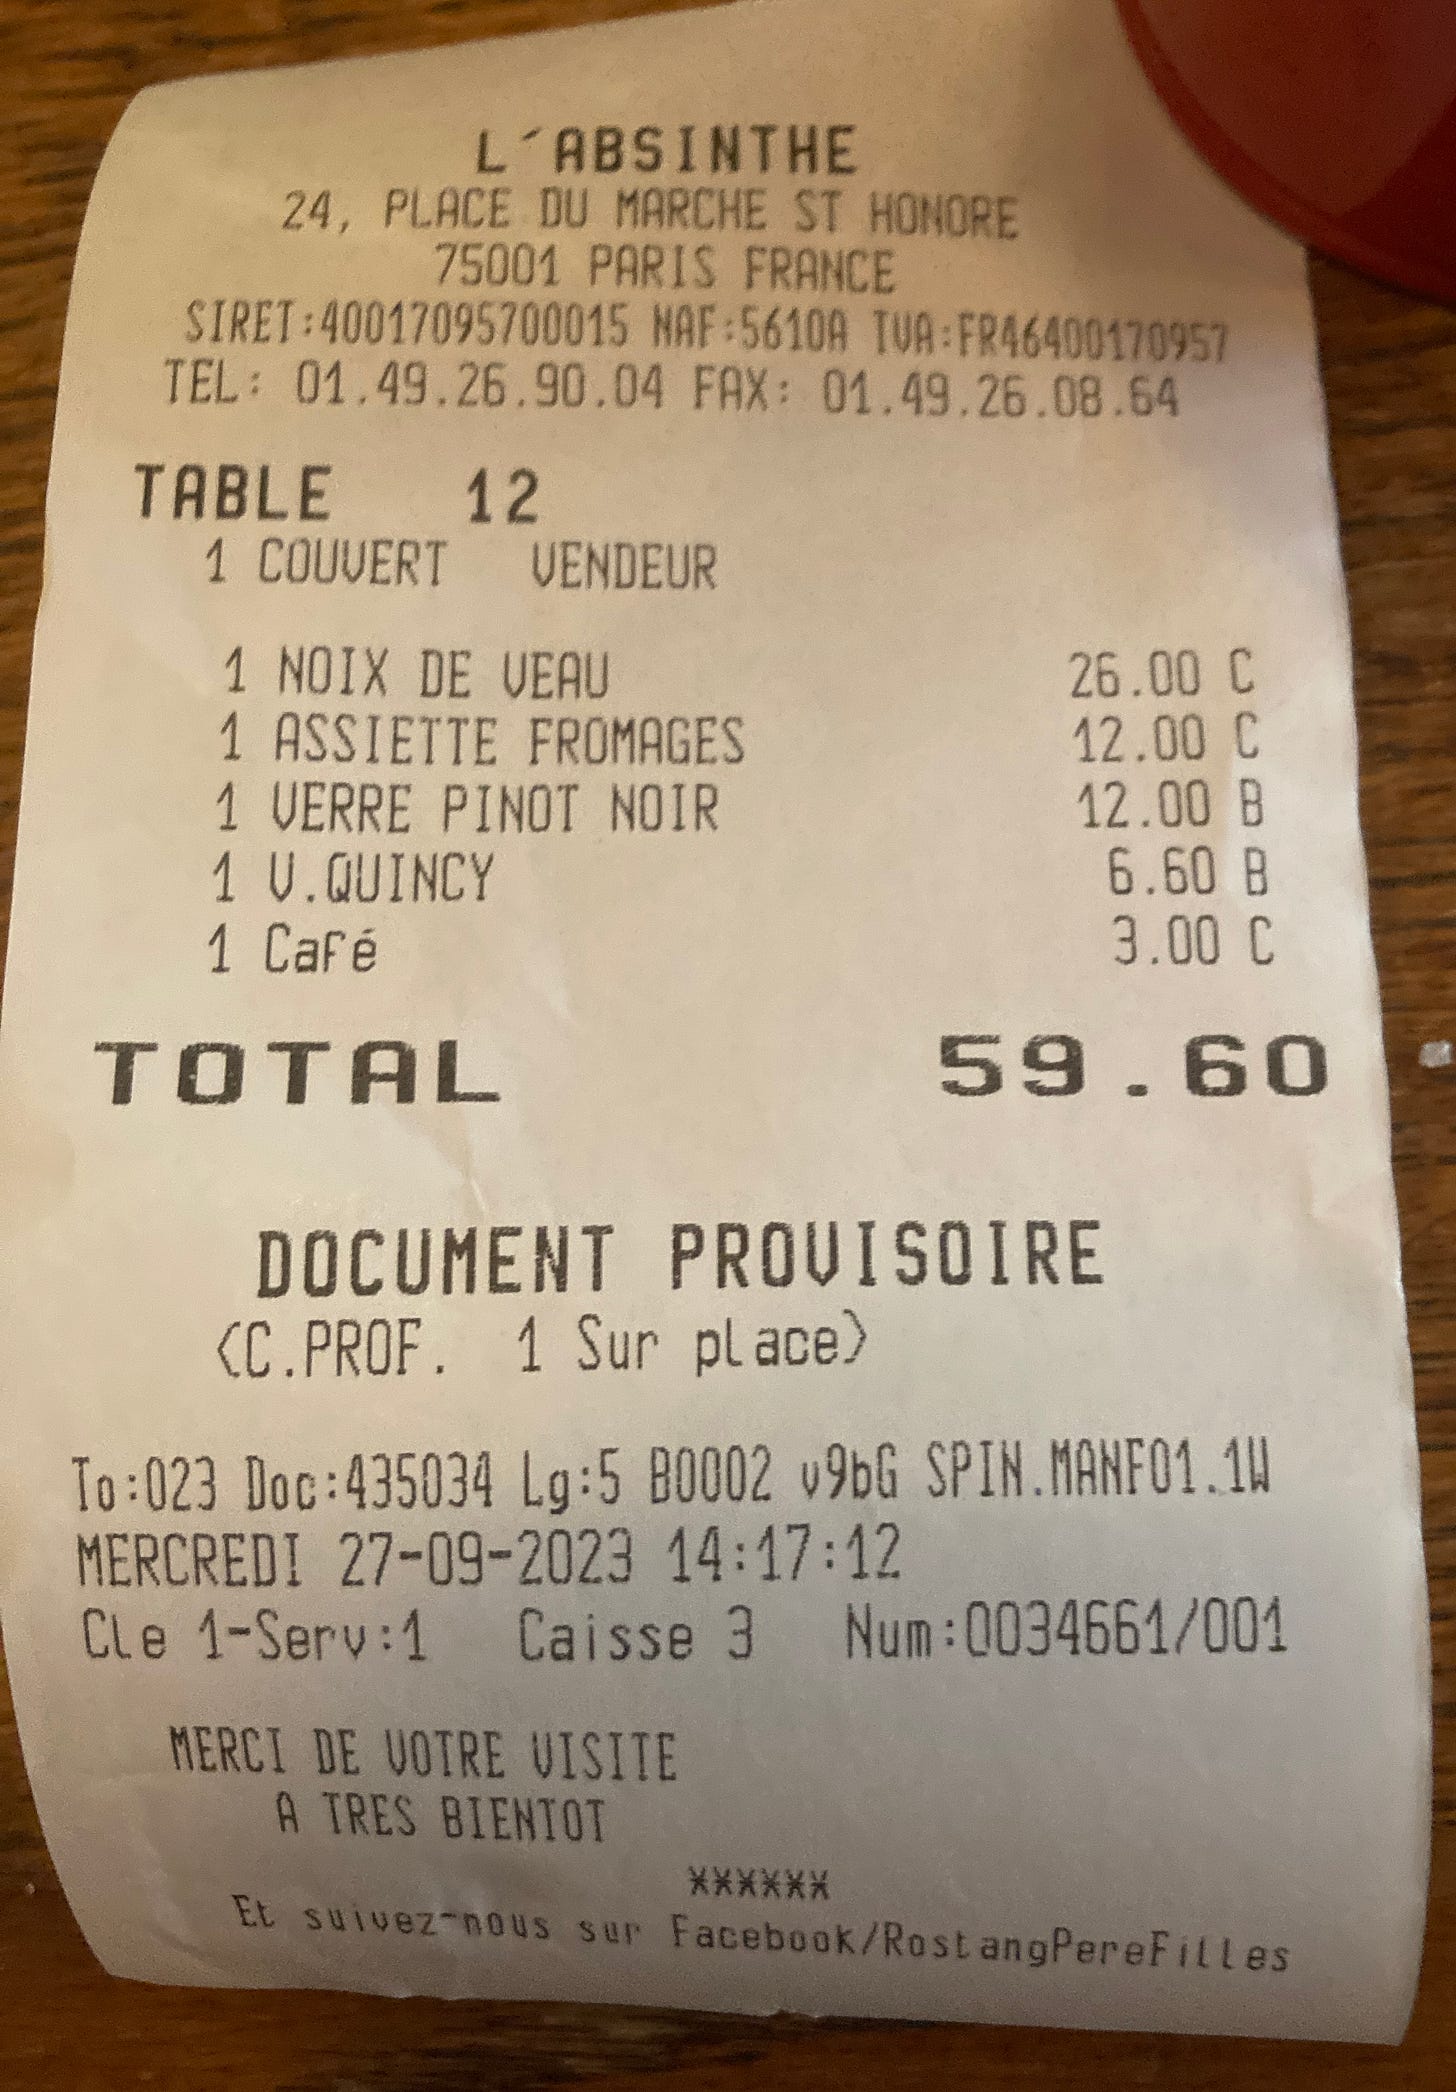 L´ABSINTHE
24, PLACE DU MARCHE ST HONORE
75001 PARIS FRANCE
SIRET:40017095700015 NAF:5610A TVA:FR46400170957
TEL: 01.49.26.90.04 FAX: 01.49.26.08.64
TABLE 12
1 COUVERT VENDEUR
1 NOIX DE VEAU 26.00 C
1 ASSIETTE FROMAGES 12.00 C
1 VERRE PINOT NOIR 12.00 B
1 V.QUINCY 6.60 B
1 Café 3.00 C
TOTAL 59.60
DOCUMENT PROVISOIRE
<C.PROF. 1 Sur place>
To:023 Doc:435034 Lg:5 B0002 v9bG SPIN.MANF01.1W
MERCREDI 27-09-2023 14:17:12
Cle 1-Serv:1 Caisse 3 Num:0034661/001
MERCI DE VOTRE VISITE
A TRES BIENTOT
******
Et suivez-nous sur Facebook/RostangPereFilles